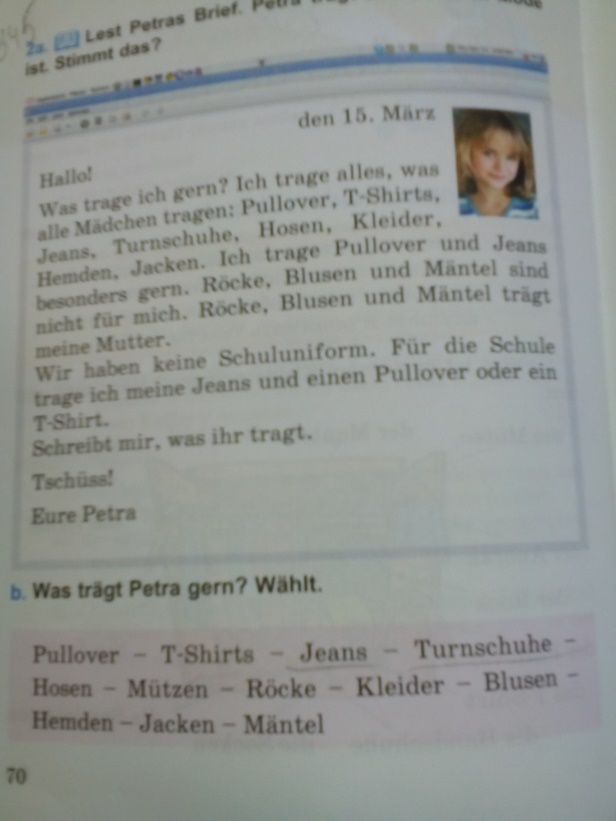 2a. Lest Petras Brief. Petra
ist. Stimmt das?
den 15. März
Hallo!
Was trage ich gern? Ich trage alles, was
alle Mädchen tragen: Pullover, T-Shirts,
Jeans, Turnschuhe, Hosen, Kleider,
Hemden, Jacken. Ich trage Pullover und Jeans
besonders gern. Röcke, Blusen und Mäntel sind
nicht für mich. Röcke, Blusen und Mäntel trägt
meine Mutter.
Wir haben keine Schuluniform. Für die Schule
trage ich meine Jeans und einen Pullover oder ein
T-Shirt.
Schreibt mir, was ihr tragt.
Tschüss!
Eure Petra
b. Was trägt Petra gern? Wählt.
Pullover – T-Shirts – Jeans – Turnschuhe –
Hosen – Mützen – Röcke – Kleider – Blusen –
Hemden – Jacken – Mäntel
70